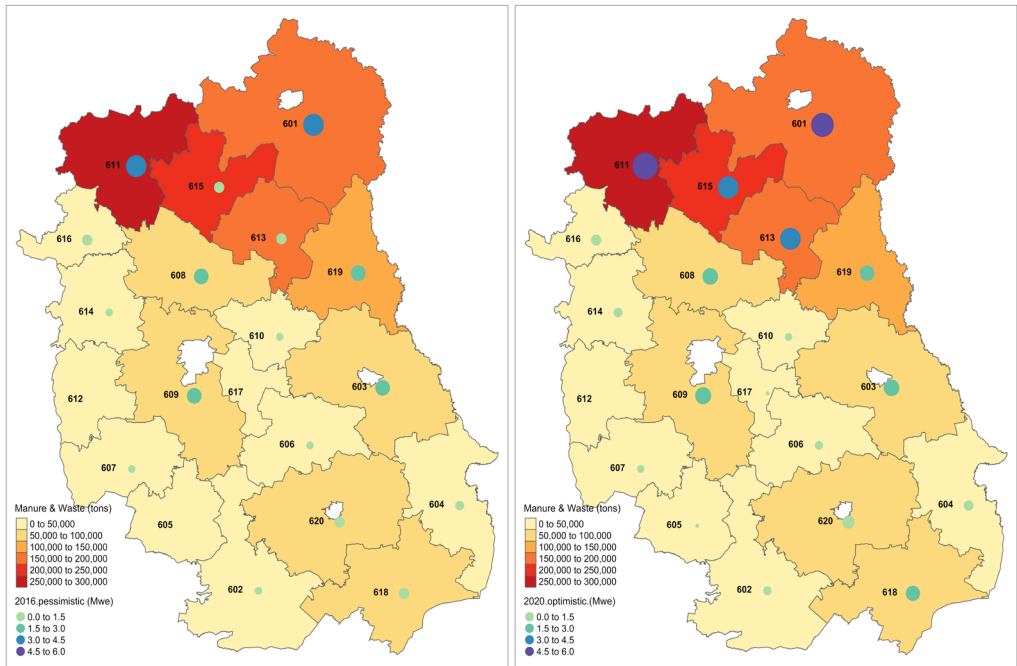 601
611
615
613
616
619
608
614
610
603
612
609
617
606
607
604
605
620
602
618
Manure & Waste (tons)
0 to 50,000
50,000 to 100,000
100,000 to 150,000
150,000 to 200,000
200,000 to 250,000
250,000 to 300,000
2016.pessimistic (Mwe)
0.0 to 1.5
1.5 to 3.0
3.0 to 4.5
4.5 to 6.0
601
611
615
613
616
619
608
614
610
603
612
609
617
606
607
604
605
620
602
618
Manure & Waste (tons)
0 to 50,000
50,000 to 100,000
100,000 to 150,000
150,000 to 200,000
200,000 to 250,000
250,000 to 300,000
2020.optimistic.(Mwe)
0.0 to 1.5
1.5 to 3.0
3.0 to 4.5
4.5 to 6.0